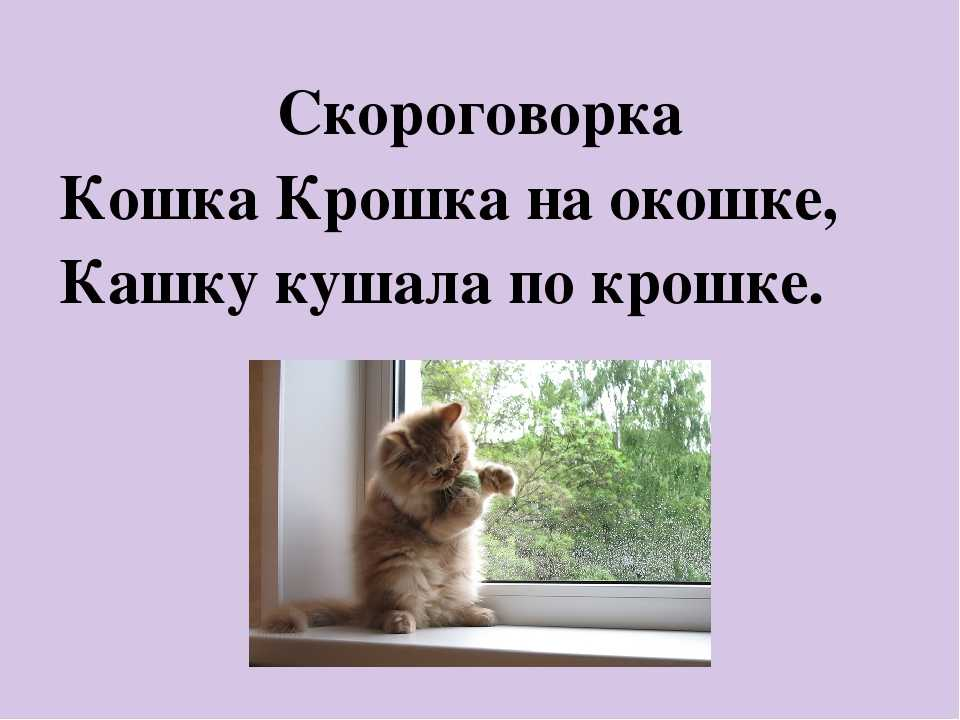 Скороговорка
Кошка Крошка на окошке,
Кашку кушала по крошке.